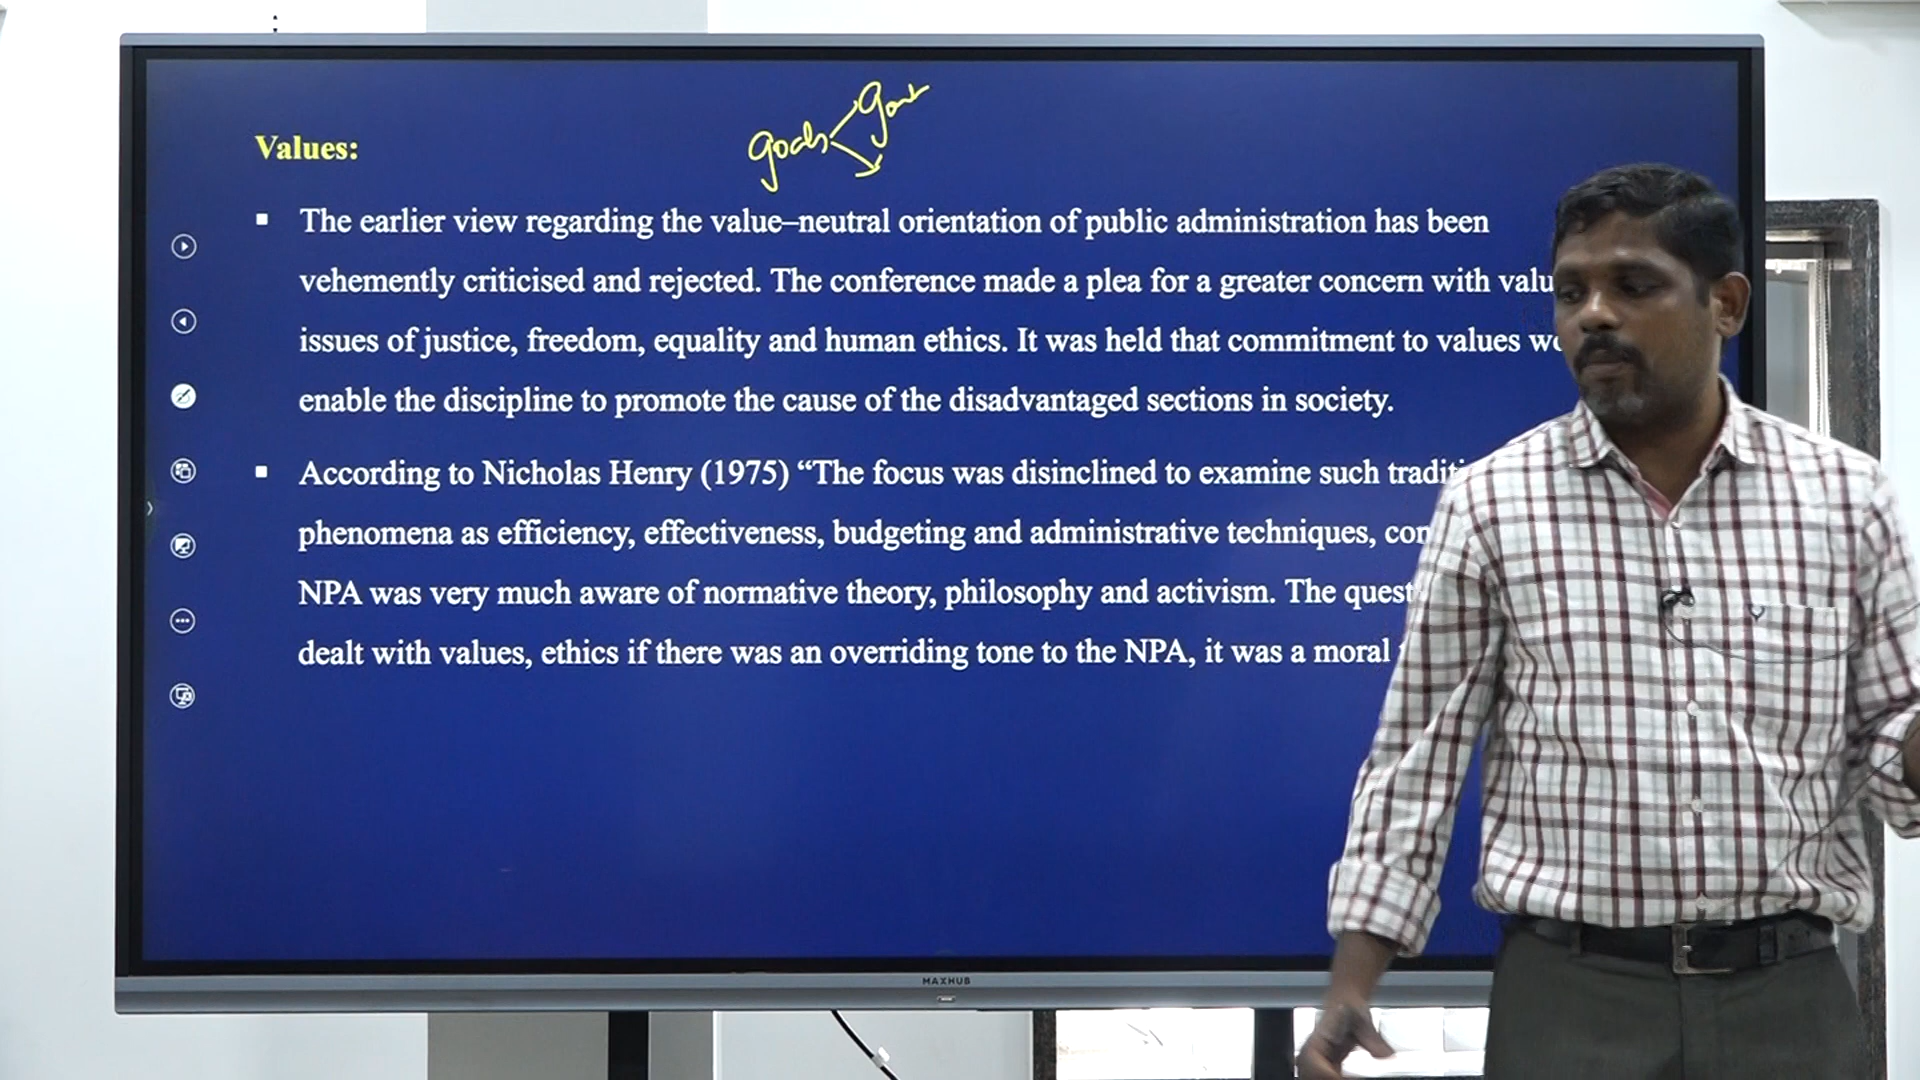 goals
govt
Values:
The earlier view regarding the value–neutral orientation of public administration has been
vehemently criticised and rejected. The conference made a plea for a greater concern with
issues of justice, freedom, equality and human ethics. It was held that commitment to values
enable the discipline to promote the cause of the disadvantaged sections in society.
According to Nicholas Henry (1975) “The focus was disinclined to examine such
phenomena as efficiency, effectiveness, budgeting and administrative techniques,
NPA was very much aware of normative theory, philosophy and activism. The
dealt with values, ethics if there was an overriding tone to the NPA, it was a moral
MAXHUB